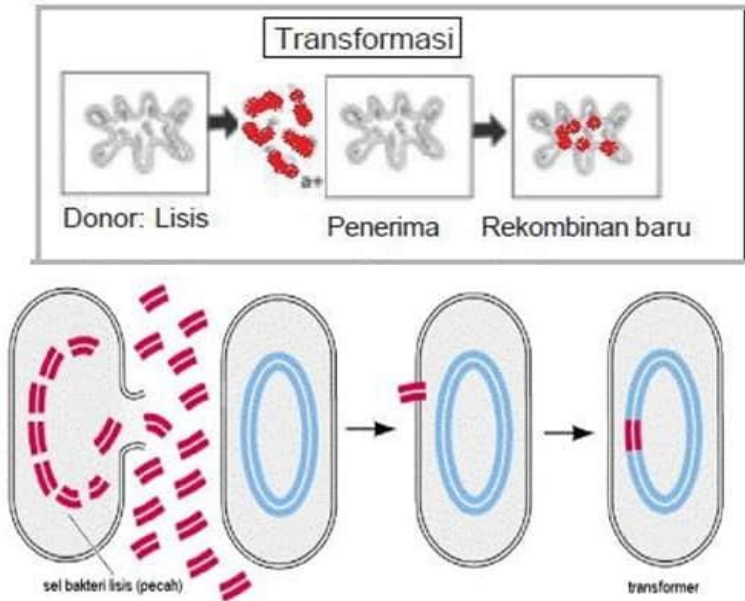 Transformasi
a+
Donor: Lisis
Penerima
Rekombinan baru
sel bakteri lisis (pecah)
transformer